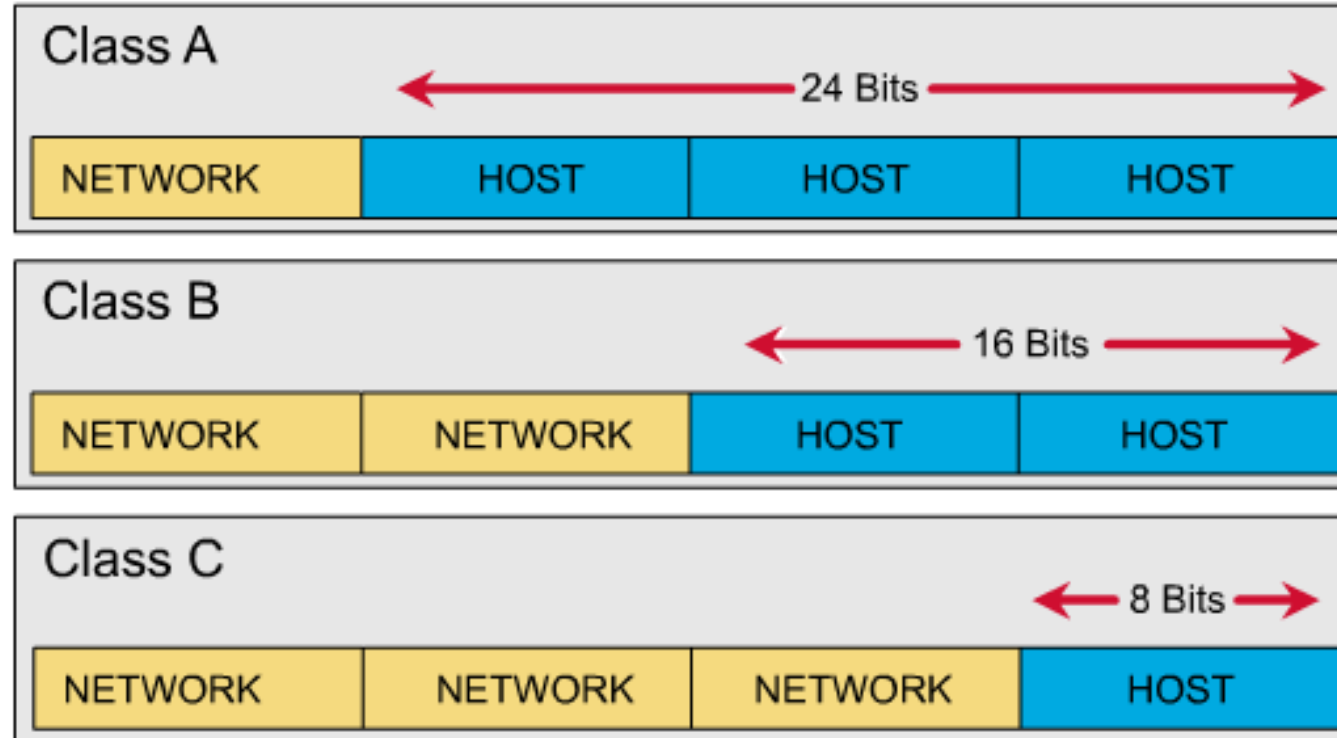 Class A
24 Bits
NETWORK HOST HOST HOST
Class B
16 Bits
NETWORK NETWORK HOST HOST
Class C
8 Bits
NETWORK NETWORK NETWORK HOST